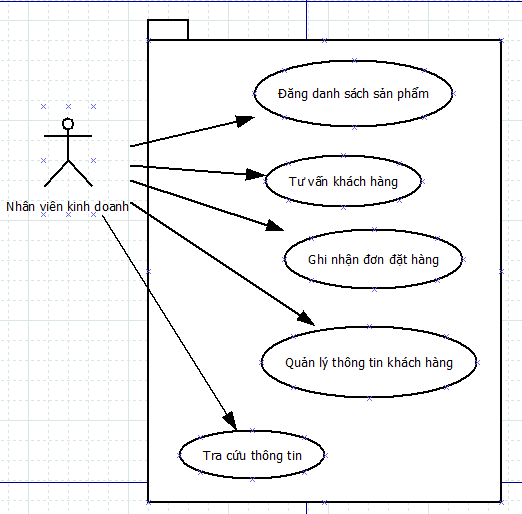 Đăng danh sách sản phẩm
Tư vấn khách hàng
Nhân viên kinh doanh
Ghi nhận đơn đặt hàng
Quản lý thông tin khách hàng
Tra cứu thông tin